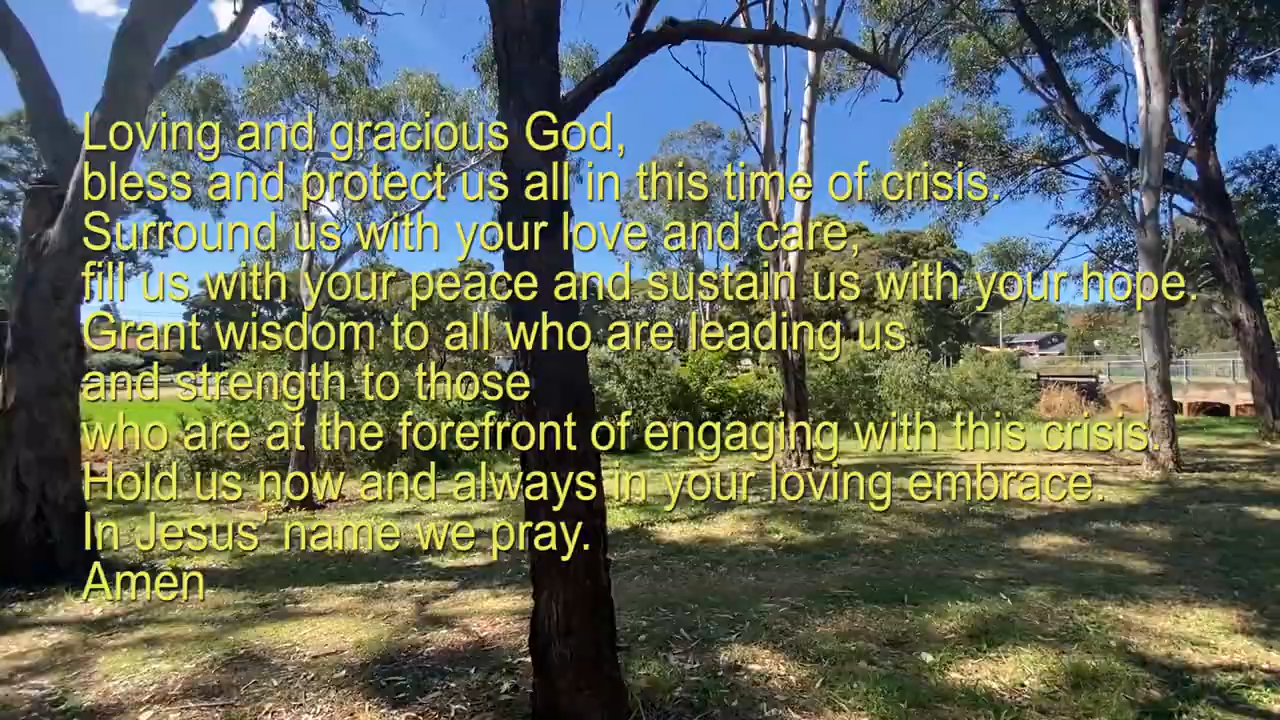 Loving and gracious God,
bless and protect us all in this time of crisis.
Surround us with your love and care,
fill us with your peace and sustain us with your hope.
Grant wisdom to all who are leading us
and strength to those
who are at the forefront of engaging with this crisis.
Hold us now and always in your loving embrace.
In Jesus' name we pray.
Amen